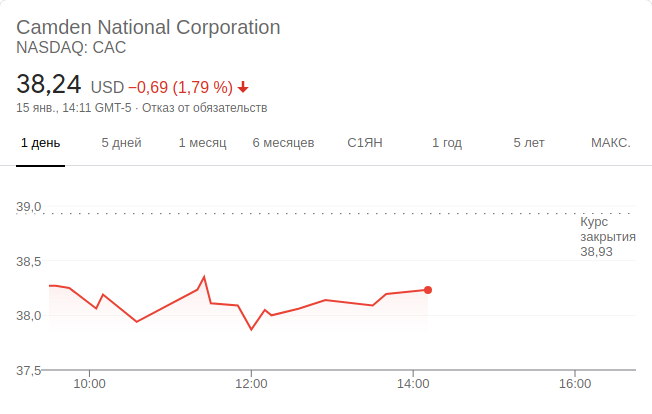 Camden National Corporation
NASDAQ: CAC
38,24 USD −0,69 (1,79 %)
15 янв., 14:11 GMT-5 · Отказ от обязательств
1 день 5 дней 1 месяц 6 месяцев С1ЯН 1 год 5 лет МАКС.
39,0
Курс
закрытия
38,93
38,5
38,0
37,5
10:00 12:00 14:00 16:00